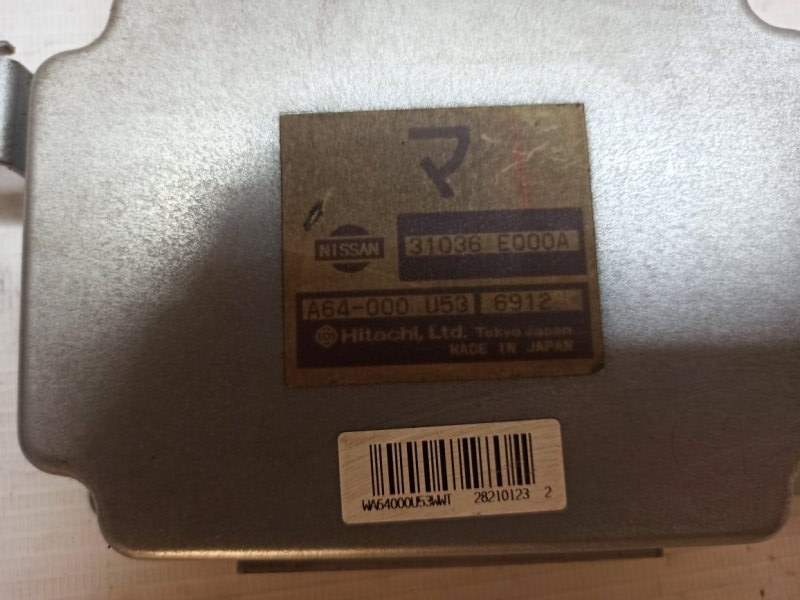 マ
NISSAN
31036 EQ00A
A64-000 U53 6912
Hitachi, Ltd. Tokyo Japan
MADE IN JAPAN
WA64000U53WWT 28210123 2